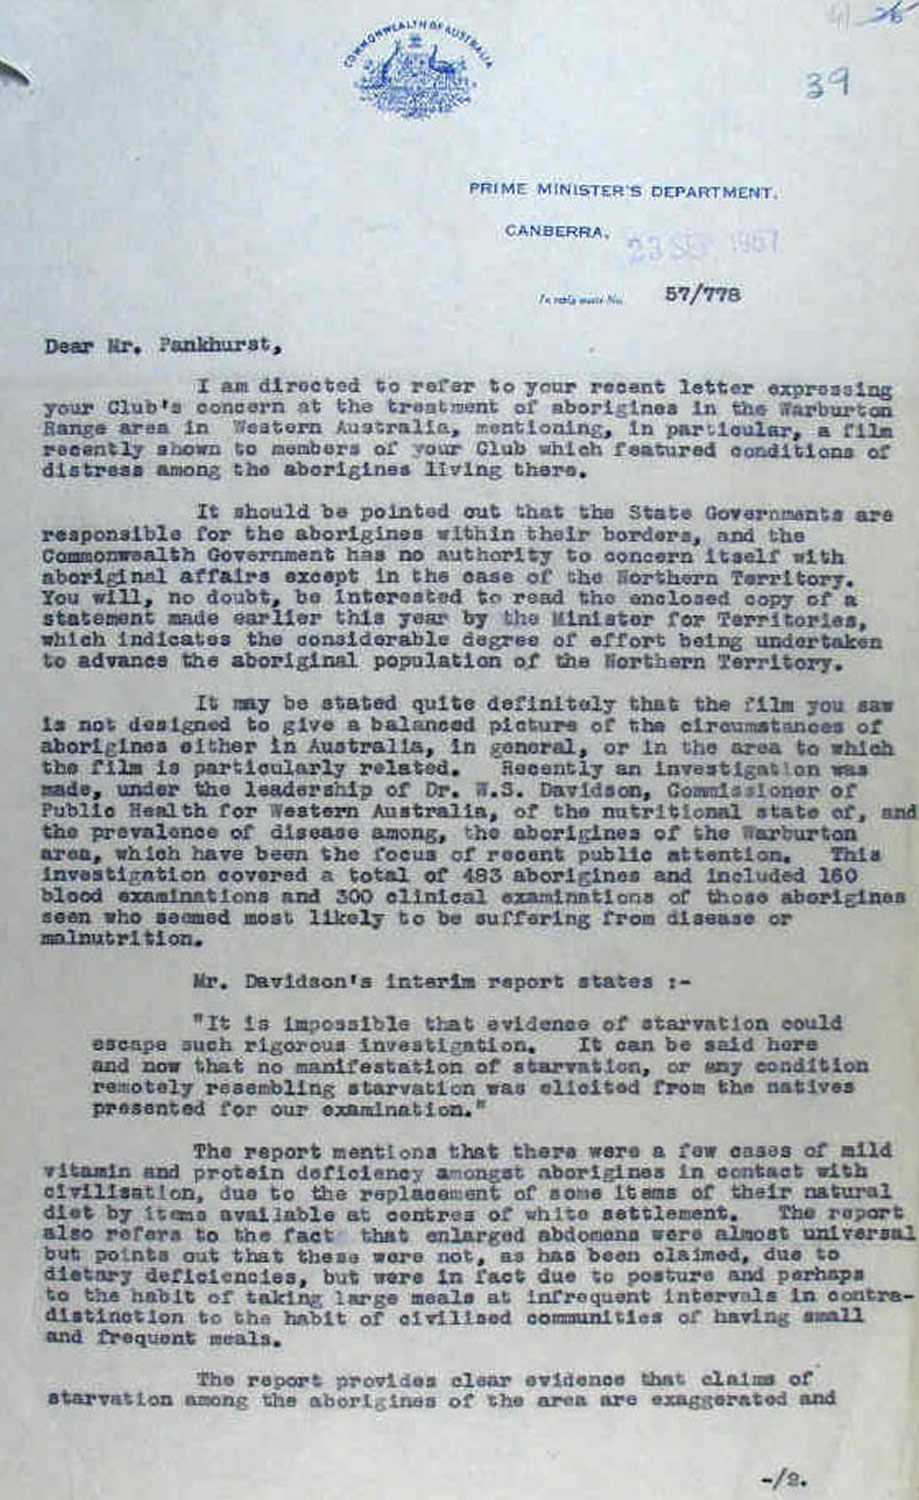 41 26
39
COMMONWEALTH OF AUSTRALIA
PRIME MINISTER'S DEPARTMENT.
CANBERRA.
23 SEP 1957
In reply quote No. 57/778
Dear Mr. Pankhurst,
I am directed to refer to your recent letter expressing
your Club's concern at the treatment of aborigines in the Warburton
Range area in Western Australia, mentioning, in particular, a film
recently shown to members of your Club which featured conditions of
distress among the aborigines living there.
It should be pointed out that the State Governments are
responsible for the aborigines within their borders, and the
Commonwealth Government has no authority to concern itself with
aboriginal affairs except in the case of the Northern Territory.
You will, no doubt, be interested to read the enclosed copy of a
statement made earlier this year by the Minister for Territories,
which indicates the considerable degree of effort being undertaken
to advance the aboriginal population of the Northern Territory.
It may be stated quite definitely that the film you saw
is not designed to give a balanced picture of the circumstances of
aborigines either in Australia, in general, or in the area to which
the film is particularly related. Recently an investigation was
made, under the leadership of Dr. W.S. Davidson, Commissioner of
Public Health for Western Australia, of the nutritional state of, and
the prevalence of disease among, the aborigines of the Warburton
area, which have been the focus of recent public attention. This
investigation covered a total of 483 aborigines and included 160
blood examinations and 300 clinical examinations of those aborigines
seen who seemed most likely to be suffering from disease or
malnutrition.
Mr. Davidson's interim report states :-
"It is impossible that evidence of starvation could
escape such rigorous investigation. It can be said here
and now that no manifestation of starvation, or any condition
remotely resembling starvation was elicited from the natives
presented for our examination."
The report mentions that there were a few cases of mild
vitamin and protein deficiency amongst aborigines in contact with
civilisation, due to the replacement of some items of their natural
diet by items available at centres of white settlement. The report
also refers to the fact that enlarged abdomens were almost universal
but points out that these were not, as has been claimed, due to
dietary deficiencies, but were in fact due to posture and perhaps
to the habit of taking large meals at infrequent intervals in contra-
distinction to the habit of civilised communities of having small
and frequent meals.
The report provides clear evidence that claims of
starvation among the aborigines of the area are exaggerated and
-/2.